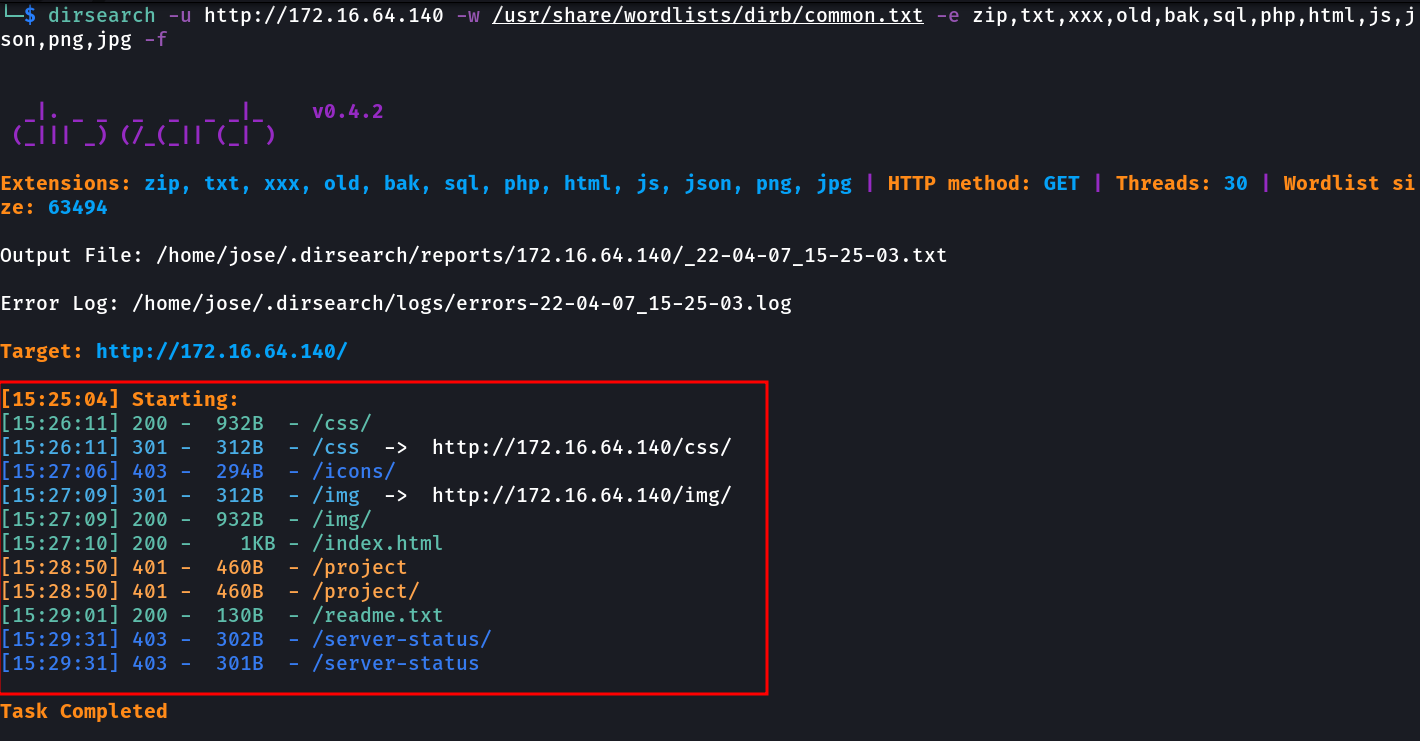 └─$ dirsearch -u http://172.16.64.140 -w /usr/share/wordlists/dirb/common.txt -e zip,txt,xxx,old,bak,sql,php,html,js,j
son,png,jpg -f
  _|. _ _  _  _  _ _|_    v0.4.2
 (_||| _) (/_(_|| (_| )
Extensions: zip, txt, xxx, old, bak, sql, php, html, js, json, png, jpg | HTTP method: GET | Threads: 30 | Wordlist si
ze: 63494
Output File: /home/jose/.dirsearch/reports/172.16.64.140/_22-04-07_15-25-03.txt
Error Log: /home/jose/.dirsearch/logs/errors-22-04-07_15-25-03.log
Target: http://172.16.64.140/
[15:25:04] Starting:
[15:26:11] 200 -  932B  - /css/
[15:26:11] 301 -  312B  - /css  ->  http://172.16.64.140/css/
[15:27:06] 403 -  294B  - /icons/
[15:27:09] 301 -  312B  - /img  ->  http://172.16.64.140/img/
[15:27:09] 200 -  932B  - /img/
[15:27:10] 200 -    1KB - /index.html
[15:28:50] 401 -  460B  - /project
[15:28:50] 401 -  460B  - /project/
[15:29:01] 200 -  130B  - /readme.txt
[15:29:31] 403 -  302B  - /server-status/
[15:29:31] 403 -  301B  - /server-status
Task Completed